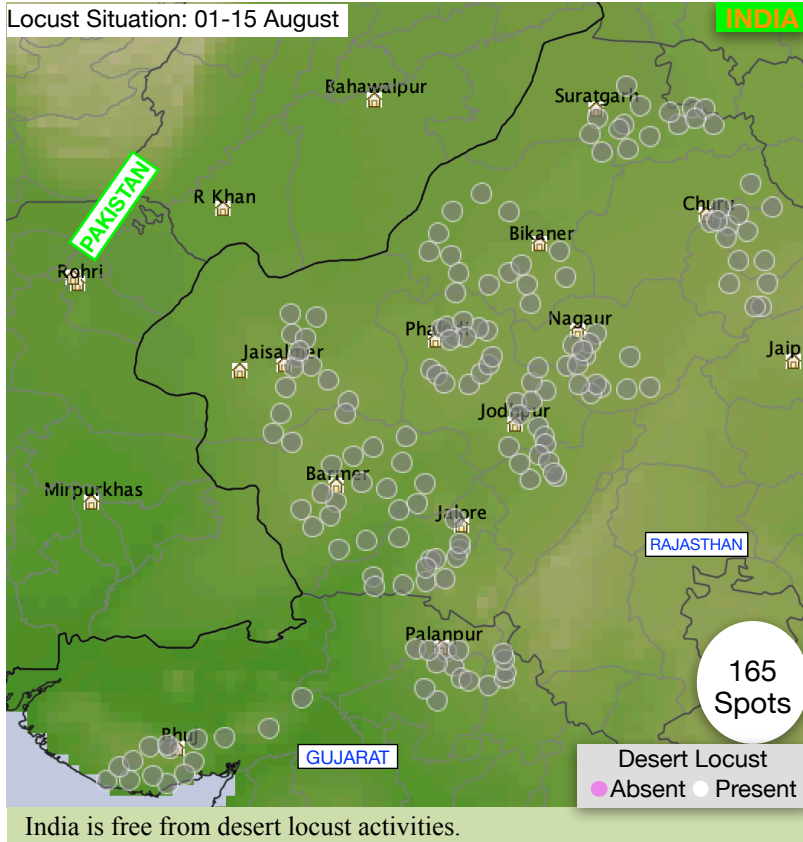 Locust Situation: 01-15 August
INDIA
Bahawalpur
Suratgarh
PAKISTAN
R Khan
Churu
Bikaner
Rohri
Phalodi
Nagaur
Jaisalmer
Jaip
Jodhpur
Barmer
Mirpurkhas
Jalore
RAJASTHAN
Palanpur
165
Spots
Bhuj
GUJARAT
Desert Locust
Absent Present
India is free from desert locust activities.